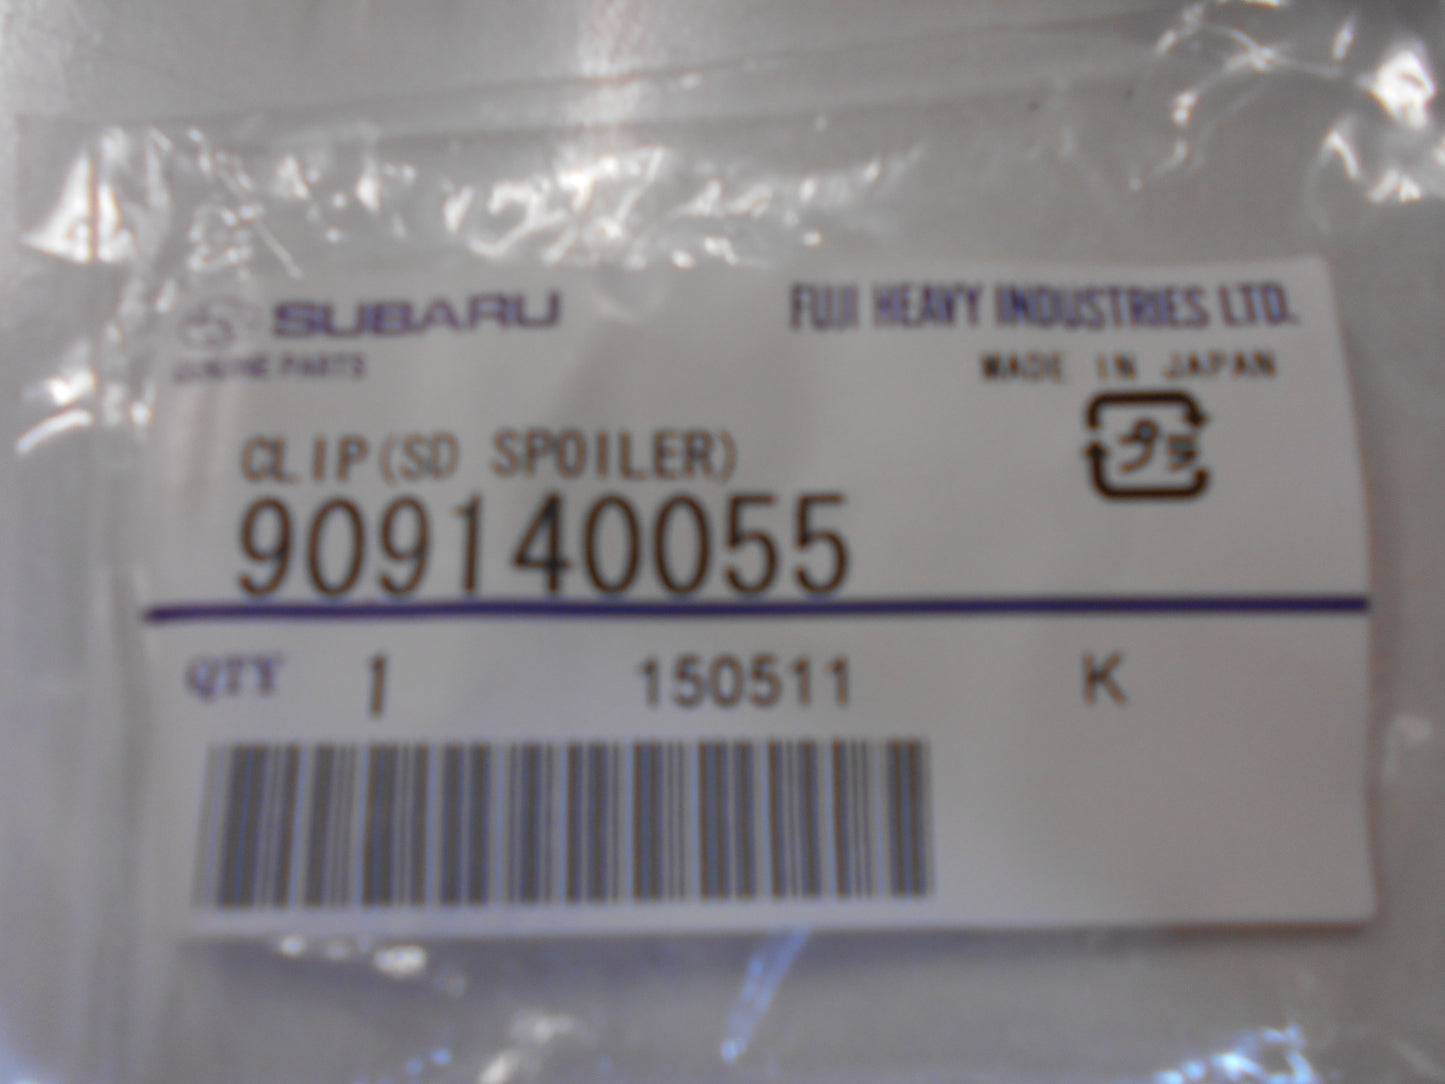 SUBARU
GENUINE PARTS
FUJI HEAVY INDUSTRIES LTD.
MADE IN JAPAN
プラ
CLIP(SD SPOILER)
909140055
QTY 1 150511 K